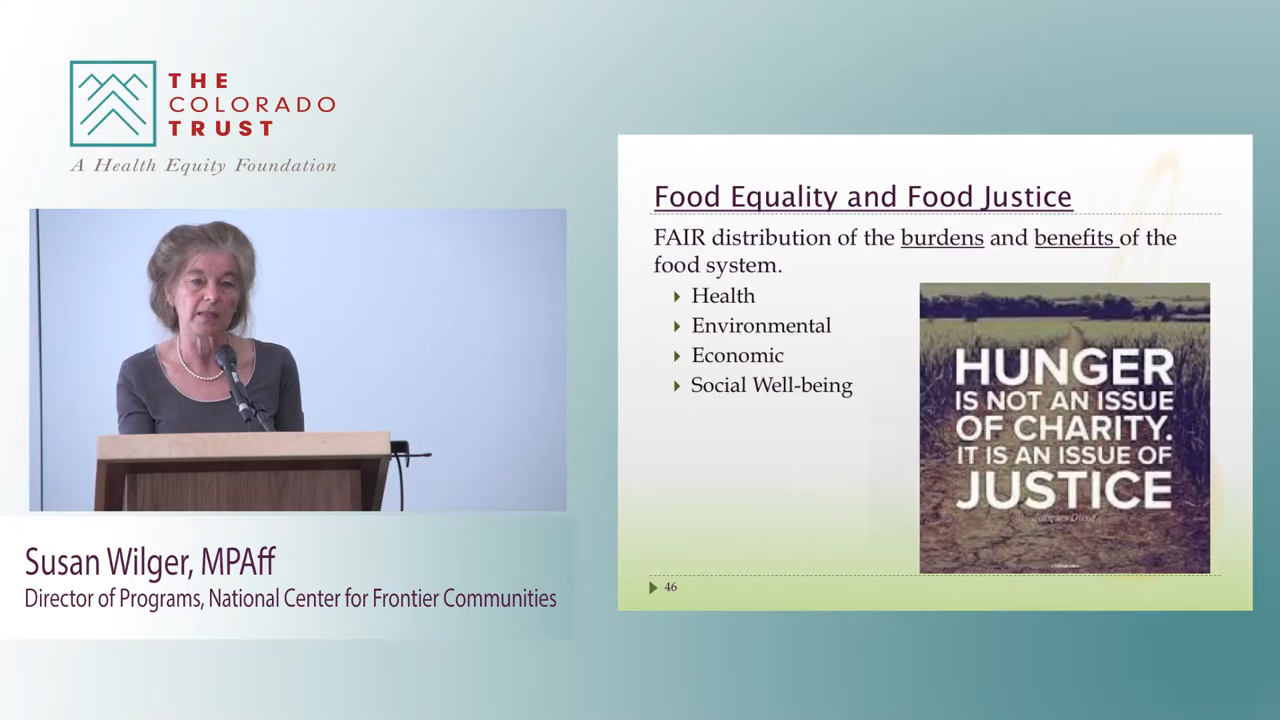 THE
COLORADO
TRUST
A Health Equity Foundation
Susan Wilger, MPAff
Director of Programs, National Center for Frontier Communities
Food Equality and Food Justice
FAIR distribution of the burdens and benefits of the
food system.
Health
Environmental
Economic
Social Well-being
HUNGER
IS NOT AN ISSUE
OF CHARITY.
IT IS AN ISSUE OF
JUSTICE
Jacques Diouf
46